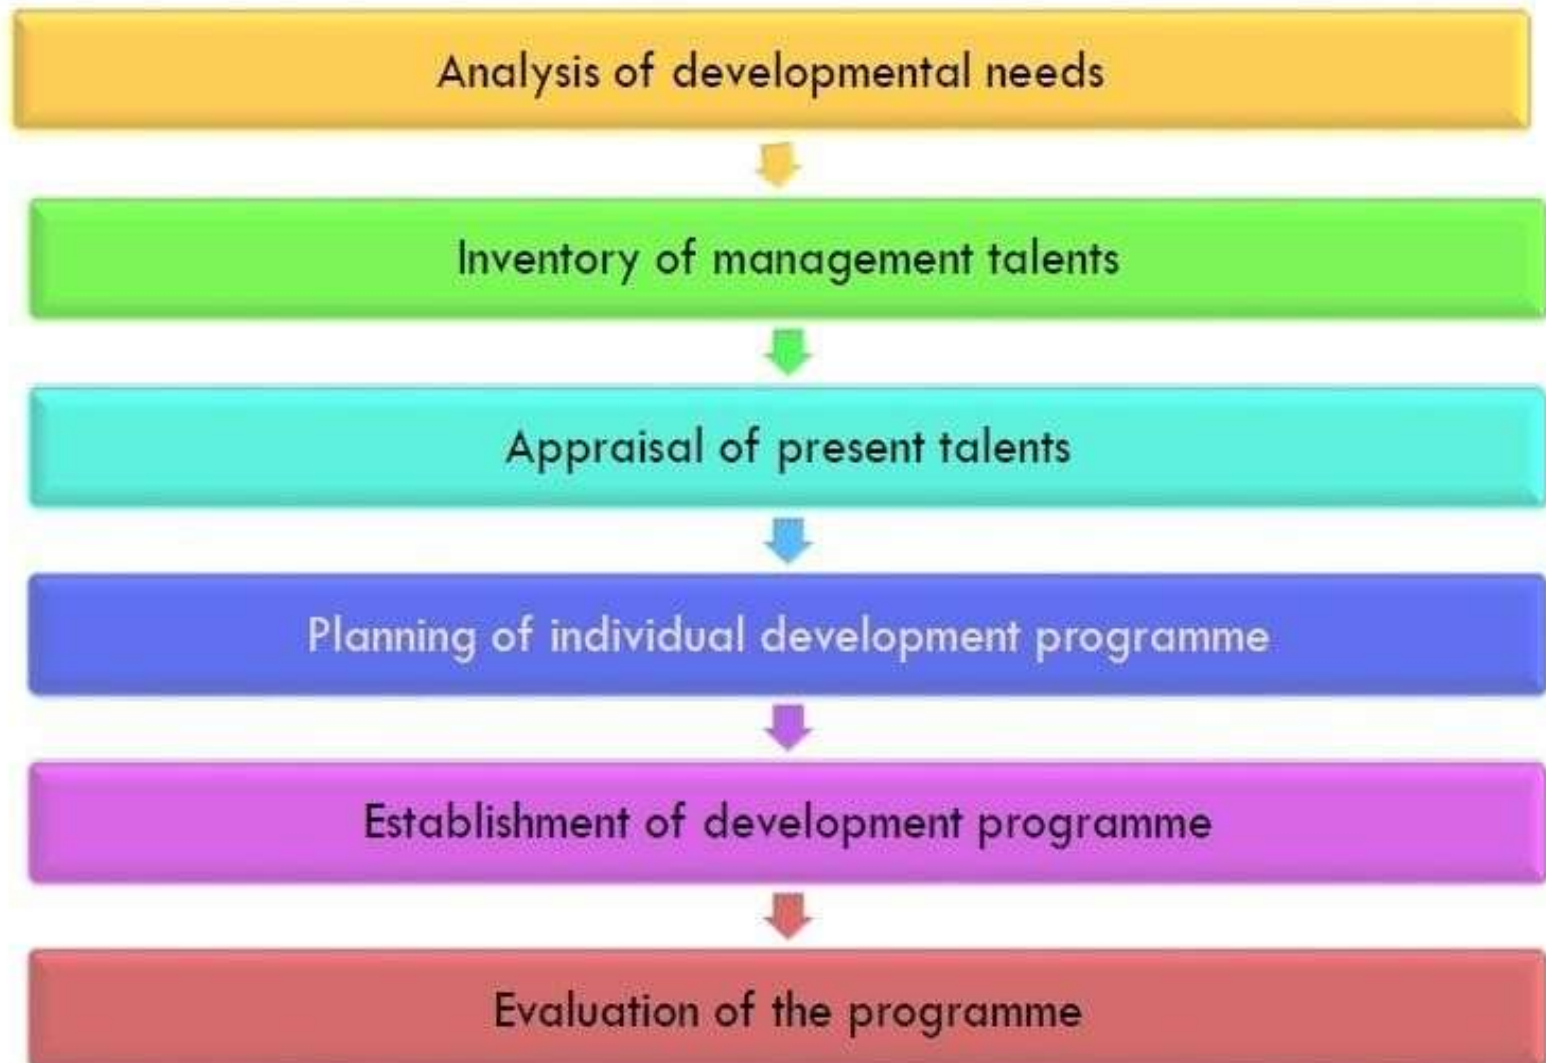 Analysis of developmental needs
Inventory of management talents
Appraisal of present talents
Planning of individual development programme
Establishment of development programme
Evaluation of the programme